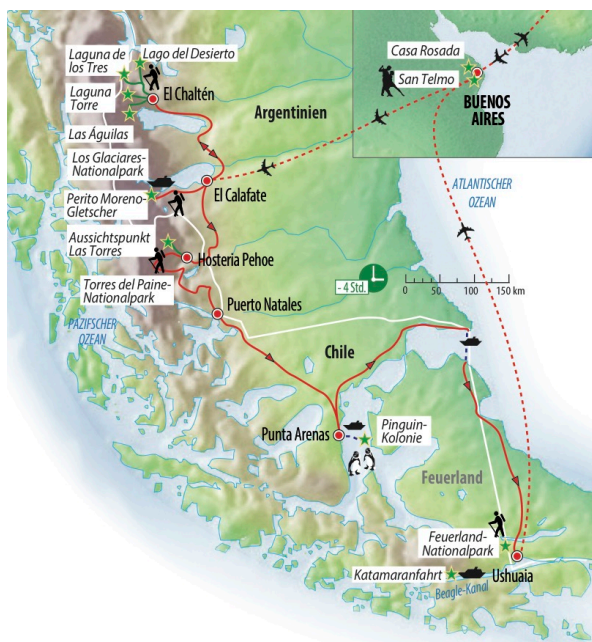 Laguna de
los Tres
Lago del Desierto
Laguna
Torre
El Chaltén
Las Águilas
Los Glaciares-
Nationalpark
Perito Moreno-
Gletscher
El Calafate
Argentinien
Casa Rosada
San Telmo
BUENOS
AIRES
ATLANTISCHER
OZEAN
Aussichtspunkt
Las Torres
Hosteria Pehoe
Torres del Paine-
Nationalpark
- 4 Std.
0 50 100 150 km
Puerto Natales
PAZIFSCHER
OZEAN
Chile
Punta Arenas
Pinguin-
Kolonie
Feuerland
Feuerland-
Nationalpark
Katamaranfahrt
Ushuaia
Beagle-Kanal